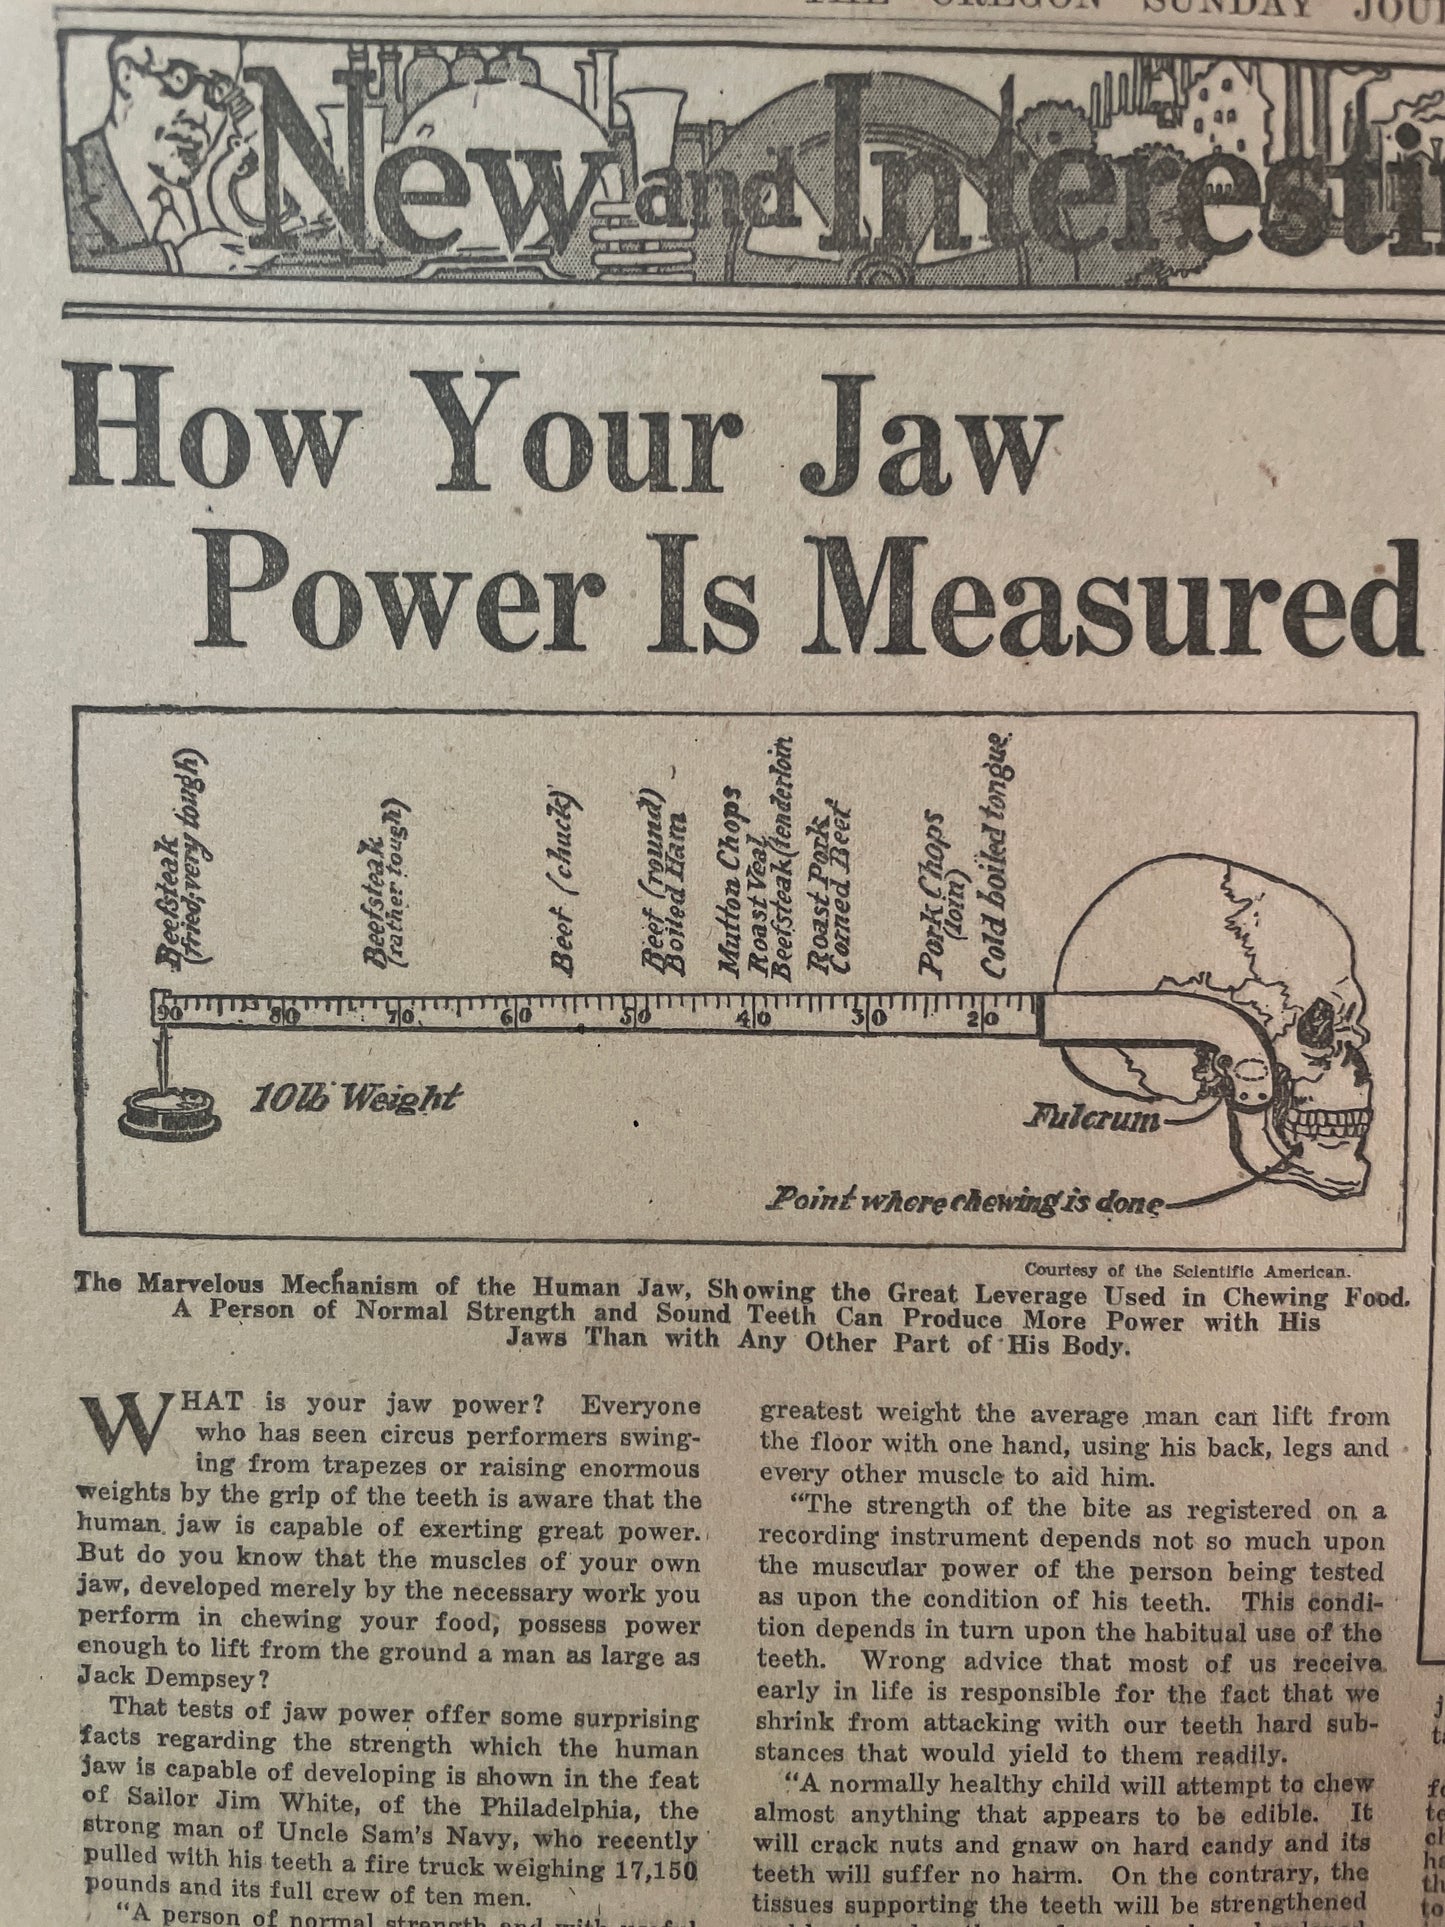 THE OREGON SUNDAY
New and
How Your Jaw
Power Is Measured
Beefsteak
(fried; very tough)
Beefsteak
(rather tough)
Beef (chuck)
Beef (round)
Boiled Ham
Mutton Chops
Roast Veal
Beefsteak (tenderloin
Roast Pork
Corned Beef
Pork Chops
(loin)
Cold boiled tongue.
90 80 70 60 50 40 30 20
10lb Weight
Fulcrum
Point where chewing is done
Courtesy of the Scientific American.
The Marvelous Mechanism of the Human Jaw, Showing the Great Leverage Used in Chewing Food.
A Person of Normal Strength and Sound Teeth Can Produce More Power with His
Jaws Than with Any Other Part of His Body.
WHAT is your jaw power? Everyone
who has seen circus performers swing-
ing from trapezes or raising enormous
weights by the grip of the teeth is aware that the
human jaw is capable of exerting great power.
But do you know that the muscles of your own
jaw, developed merely by the necessary work you
perform in chewing your food, possess power
enough to lift from the ground a man as large as
Jack Dempsey?
That tests of jaw power offer some surprising
facts regarding the strength which the human
jaw is capable of developing is shown in the feat
of Sailor Jim White, of the Philadelphia, the
strong man of Uncle Sam's Navy, who recently
pulled with his teeth a fire truck weighing 17,150
pounds and its full crew of ten men.
"A person of normal strength and with
greatest weight the average man can lift from
the floor with one hand, using his back, legs and
every other muscle to aid him.
"The strength of the bite as registered on a
recording instrument depends not so much upon
the muscular power of the person being tested
as upon the condition of his teeth. This condi-
tion depends in turn upon the habitual use of the
teeth. Wrong advice that most of us receive
early in life is responsible for the fact that we
shrink from attacking with our teeth hard sub-
stances that would yield to them readily.
"A normally healthy child will attempt to chew
almost anything that appears to be edible. It
will crack nuts and gnaw on hard candy and its
teeth will suffer no harm. On the contrary, the
tissues supporting the teeth will be strengthened